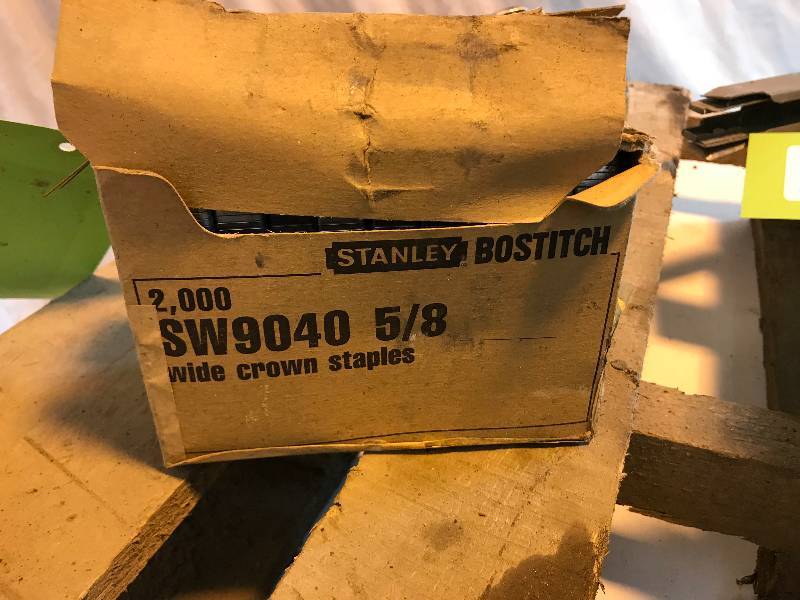 STANLEY BOSTITCH
2,000
SW9040 5/8
wide crown staples